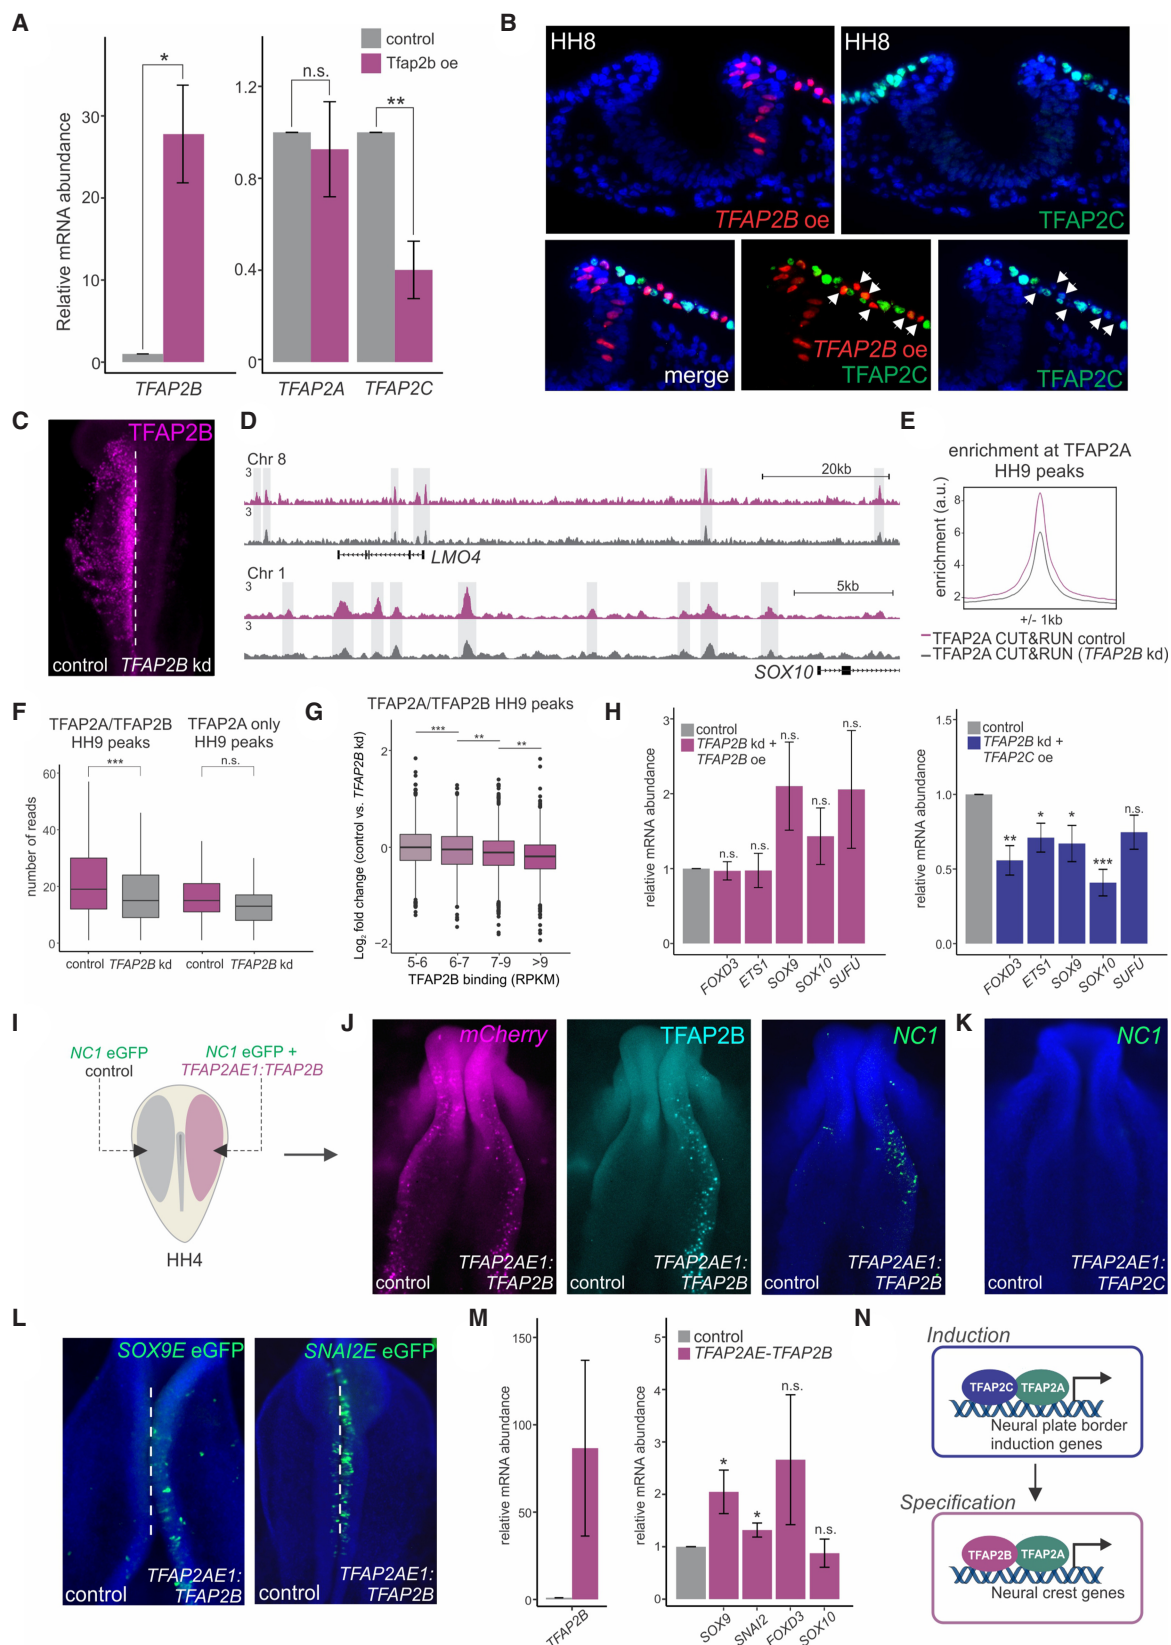 A
control
Tfap2b oe
Relative mRNA abundance
30
20
10
0
*
TFAP2B
1.2
0.8
0.4
0
n.s.
**
TFAP2A
TFAP2C
B
HH8
TFAP2B oe
HH8
TFAP2C
merge
TFAP2B oe
TFAP2C
TFAP2C
C
TFAP2B
control
TFAP2B kd
D
Chr 8
3
20kb
3
LMO4
Chr 1
3
5kb
3
SOX10
E
enrichment at TFAP2A
HH9 peaks
enrichment (a.u.)
8
6
4
2
+/- 1kb
TFAP2A CUT&RUN control
TFAP2A CUT&RUN (TFAP2B kd)
F
TFAP2A/TFAP2B
HH9 peaks
TFAP2A only
HH9 peaks
number of reads
60
40
20
0
***
n.s.
control
TFAP2B kd
control
TFAP2B kd
G
TFAP2A/TFAP2B HH9 peaks
Log2 fold change (control vs. TFAP2B kd)
2
0
−2
***
**
**
5-6
6-7
7-9
>9
TFAP2B binding (RPKM)
H
control
TFAP2B kd +
TFAP2B oe
relative mRNA abundance
3
2
1
0
n.s.
n.s.
n.s.
n.s.
n.s.
FOXD3
ETS1
SOX9
SOX10
SUFU
control
TFAP2B kd +
TFAP2C oe
relative mRNA abundance
1.5
1.0
0.5
0.0
**
*
*
***
n.s.
FOXD3
ETS1
SOX9
SOX10
SUFU
I
NC1 eGFP
control
NC1 eGFP +
TFAP2AE1:TFAP2B
HH4
J
mCherry
control
TFAP2AE1:
TFAP2B
TFAP2B
control
TFAP2AE1:
TFAP2B
NC1
control
TFAP2AE1:
TFAP2B
K
NC1
control
TFAP2AE1:
TFAP2C
L
SOX9E eGFP
control
TFAP2AE1:
TFAP2B
SNAI2E eGFP
control
TFAP2AE1:
TFAP2B
M
relative mRNA abundance
150
100
50
0
TFAP2B
control
TFAP2AE-TFAP2B
relative mRNA abundance
5
4
3
2
1
0
*
*
n.s.
n.s.
SOX9
SNAI2
FOXD3
SOX10
N
Induction
TFAP2C
TFAP2A
Neural plate border
induction genes
Specification
TFAP2B
TFAP2A
Neural crest genes